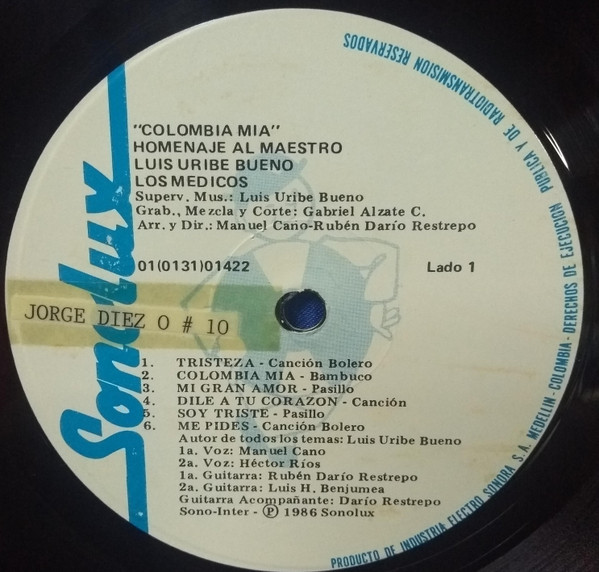 "COLOMBIA MIA"
HOMENAJE AL MAESTRO
LUIS URIBE BUENO
LOS MEDICOS
Superv. Mus.: Luis Uribe Bueno
Grab., Mezcla y Corte: Gabriel Alzate C.
Arr. y Dir.,: Manuel Cano-Rubén Darío Restrepo
01(0131)01422 Lado 1
Sonolux
JORGE DIEZ O # 10
1. TRISTEZA - Canción Bolero
2. COLOMBIA MIA - Bambuco
3. MI GRAN AMOR - Pasillo
4. DILE A TU CORAZON - Canción
5. SOY TRISTE - Pasillo
6. ME PIDES - Canción Bolero
Autor de todos los temas: Luis Uribe Bueno
1a. Voz: Manuel Cano
2a. Voz: Héctor Ríos
1a. Guitarra: Rubén Darío Restrepo
2a. Guitarra: Luis H. Benjumea
Guitarra Acompañante: Darío Restrepo
Sono-Inter - Ⓟ 1986 Sonolux
PRODUCTO DE INDUSTRIA ELECTRO SONORA S.A. MEDELLIN - COLOMBIA - DERECHOS DE EJECUCION PUBLICA Y DE RADIOTRANSMISION RESERVADOS